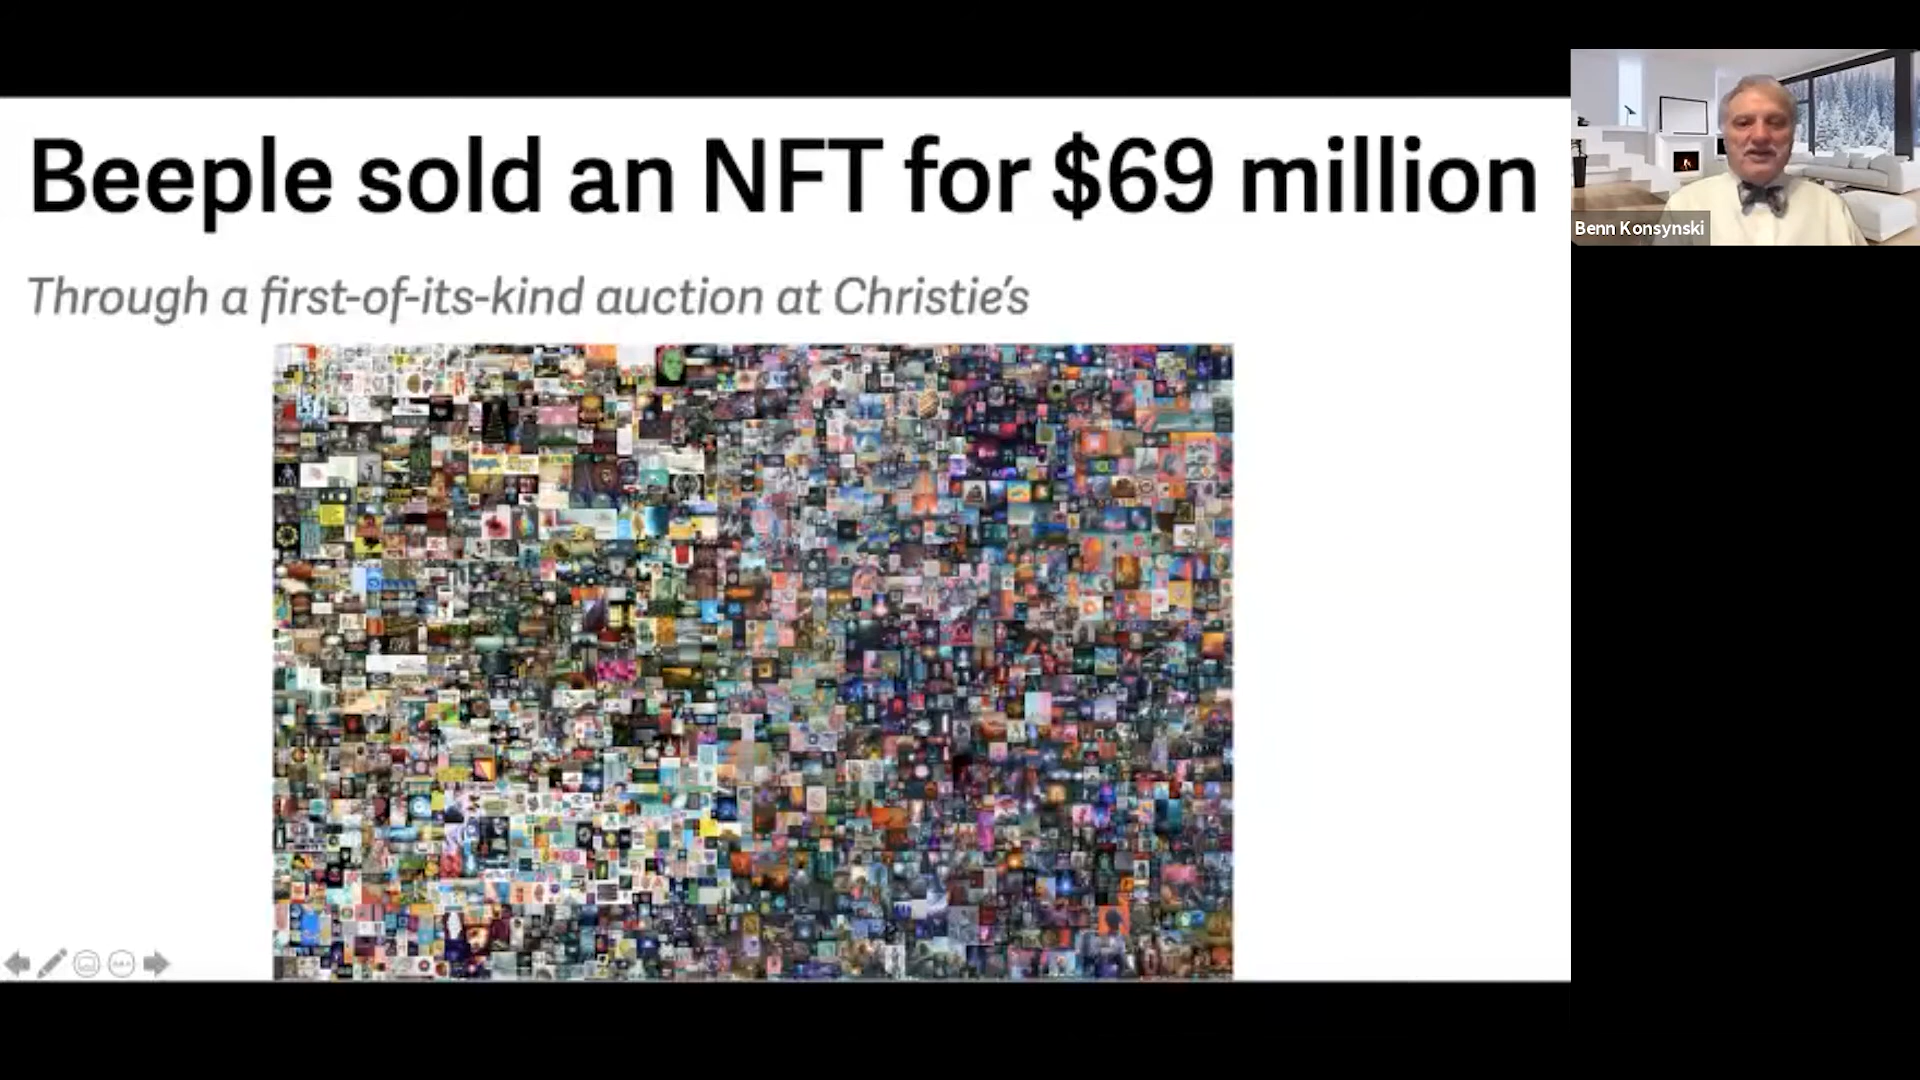 Beeple sold an NFT for $69 million
Through a first-of-its-kind auction at Christie's
Benn Konsynski